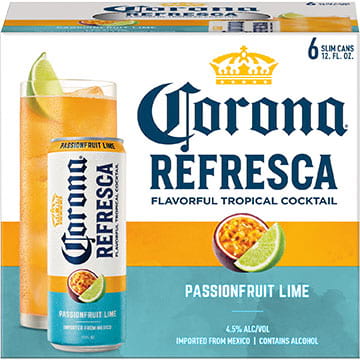 6 SLIM CANS
12. FL. OZ.
Corona
REFRESCA
FLAVORFUL TROPICAL COCKTAIL
PASSIONFRUIT LIME
4.5% ALC/VOL
IMPORTED FROM MEXICO | CONTAINS ALCOHOL
PASSIONFRUIT LIME
Corona
REFRESCA
FLAVORFUL TROPICAL COCKTAIL
PASSIONFRUIT LIME
IMPORTED FROM MEXICO